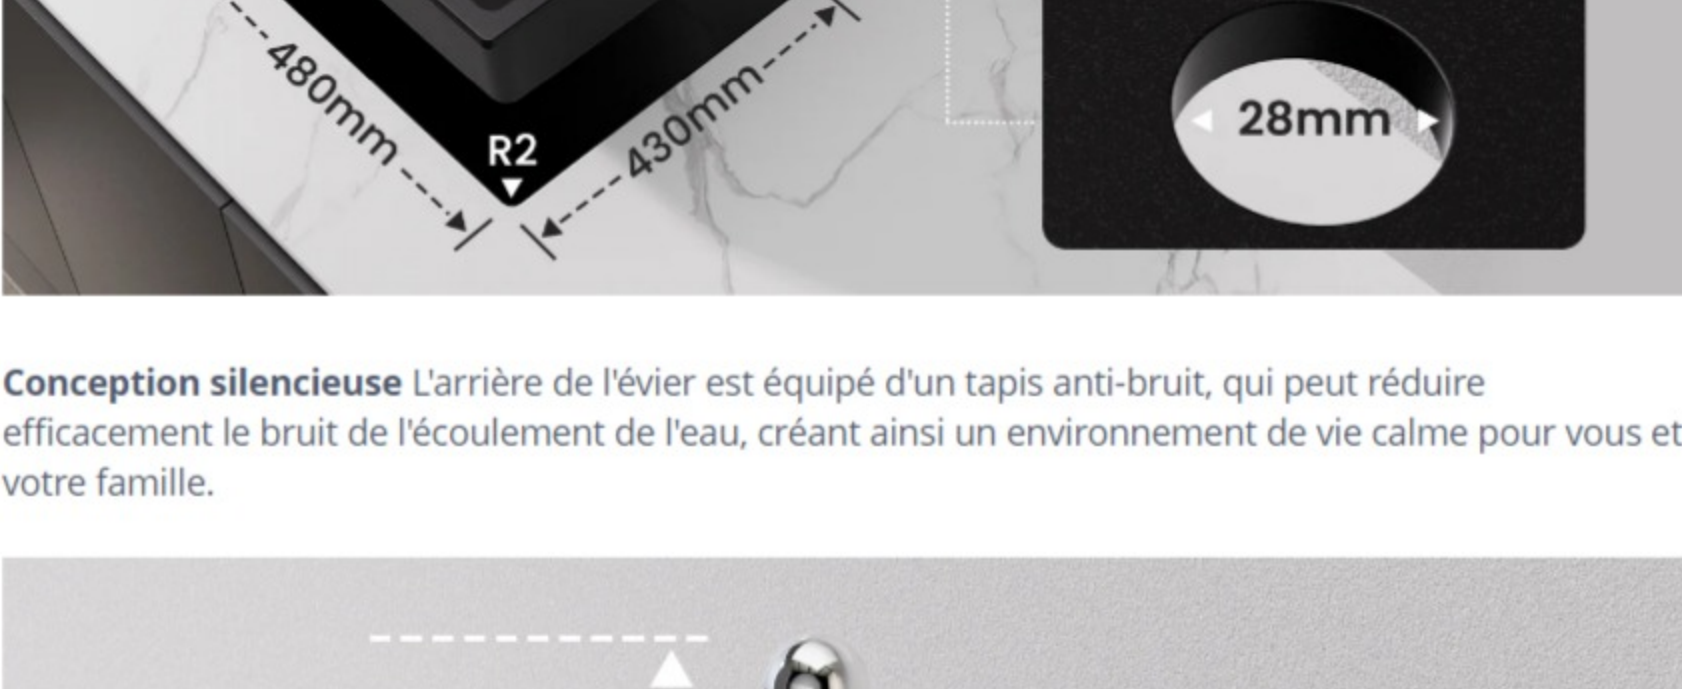 480mm
430mm
R2
28mm
Conception silencieuse L'arrière de l'évier est équipé d'un tapis anti-bruit, qui peut réduire
efficacement le bruit de l'écoulement de l'eau, créant ainsi un environnement de vie calme pour vous et
votre famille.